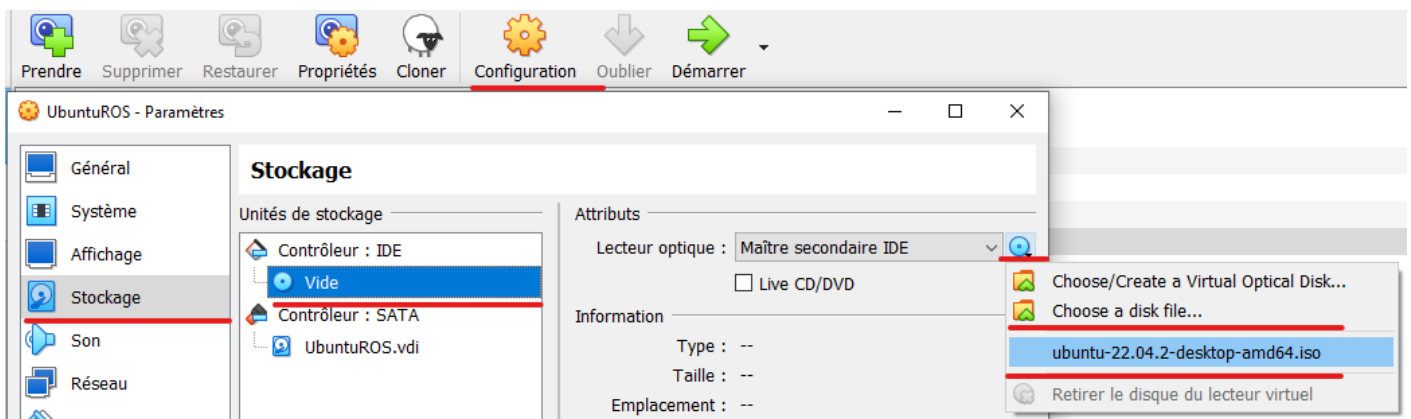 Prendre Supprimer Restaurer Propriétés Cloner Configuration Oublier Démarrer
UbuntuROS - Paramètres
Général
Système
Affichage
Stockage
Son
Réseau
Stockage
Unités de stockage
Contrôleur : IDE
Vide
Contrôleur : SATA
UbuntuROS.vdi
Attributs
Lecteur optique : Maître secondaire IDE
Live CD/DVD
Information
Type : --
Taille : --
Emplacement : --
Choose/Create a Virtual Optical Disk...
Choose a disk file...
ubuntu-22.04.2-desktop-amd64.iso
Retirer le disque du lecteur virtuel